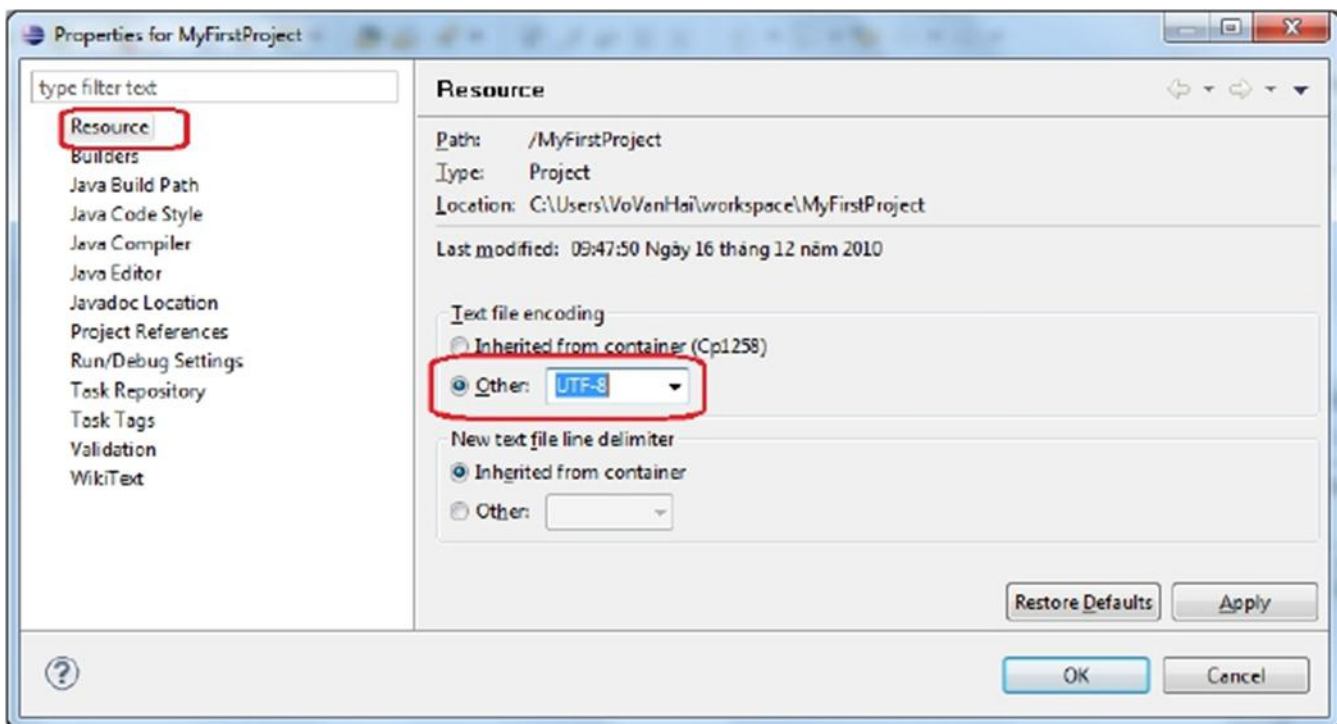 Properties for MyFirstProject
type filter text
Resource
Builders
Java Build Path
Java Code Style
Java Compiler
Java Editor
Javadoc Location
Project References
Run/Debug Settings
Task Repository
Task Tags
Validation
WikiText
Resource
Path: /MyFirstProject
Type: Project
Location: C:\Users\VoVanHai\workspace\MyFirstProject
Last modified: 09:47:50 Ngày 16 tháng 12 năm 2010
Text file encoding
Inherited from container (Cp1258)
Other: UTF-8
New text file line delimiter
Inherited from container
Other:
Restore Defaults Apply
OK Cancel